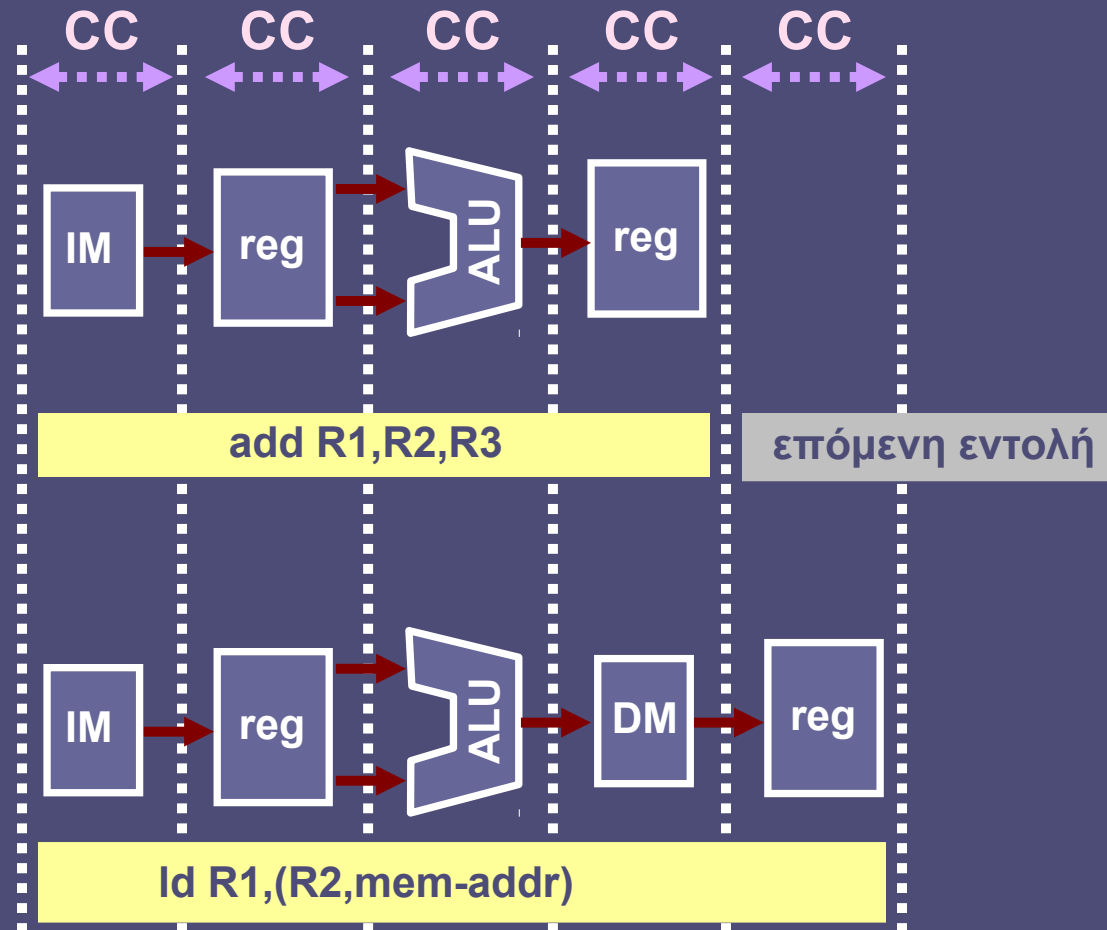 CC CC CC CC CC
IM reg ALU reg
add R1,R2,R3 επόμενη εντολή
IM reg ALU DM reg
ld R1,(R2,mem-addr)